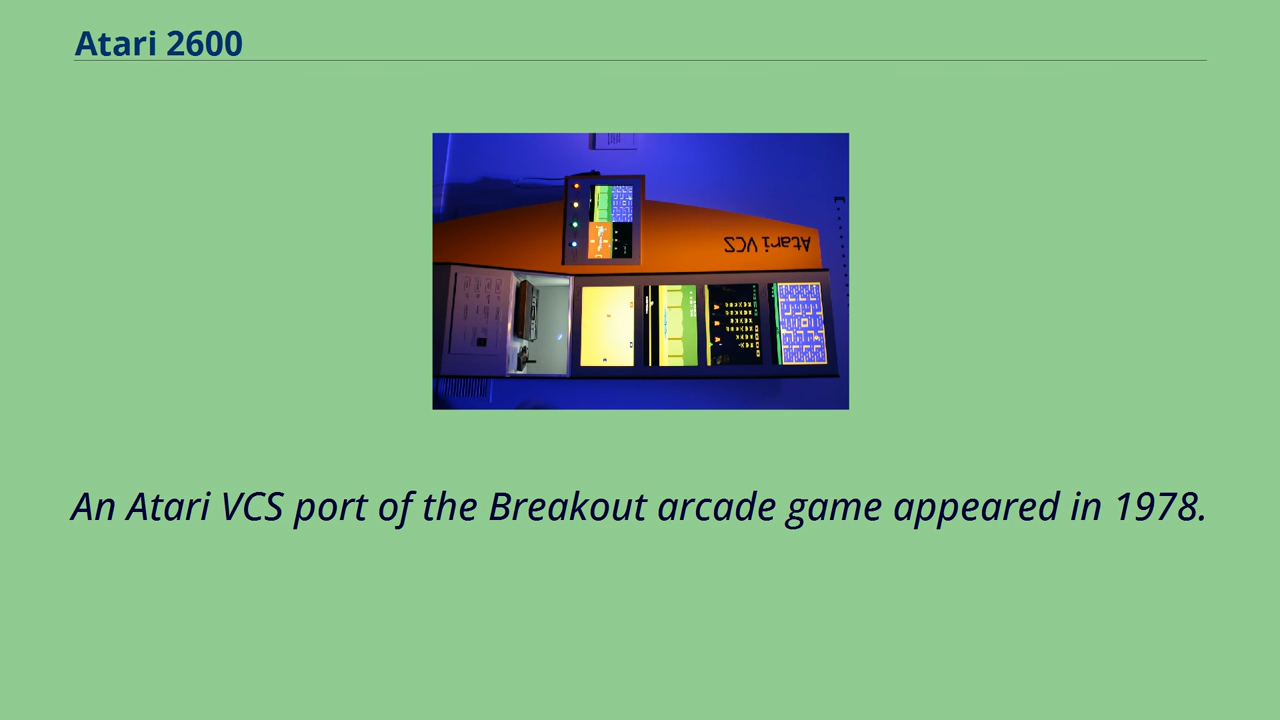 Atari 2600
Atari VCS
An Atari VCS port of the Breakout arcade game appeared in 1978.